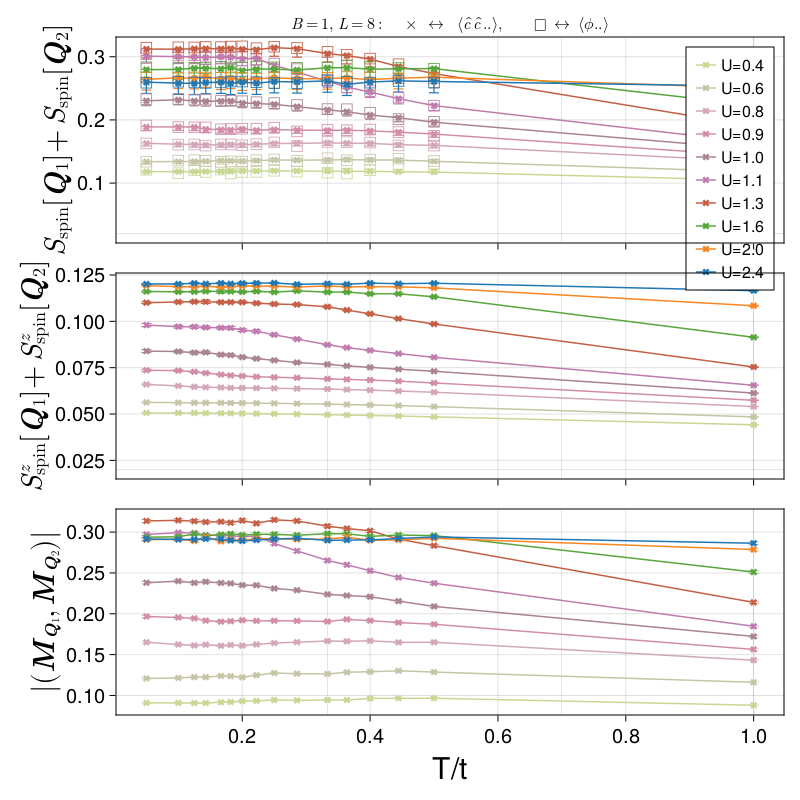 B = 1, L = 8 : × ↔ ⟨ĉ ĉ ..⟩, □ ↔ ⟨ϕ..⟩
S_spin[Q_1] + S_spin[Q_2]
0.3
0.2
0.1
U=0.4
U=0.6
U=0.8
U=0.9
U=1.0
U=1.1
U=1.3
U=1.6
U=2.0
U=2.4
S^z_spin[Q_1] + S^z_spin[Q_2]
0.125
0.100
0.075
0.050
0.025
|(M_{Q_1}, M_{Q_2})|
0.30
0.25
0.20
0.15
0.10
0.2 0.4 0.6 0.8 1.0
T/t